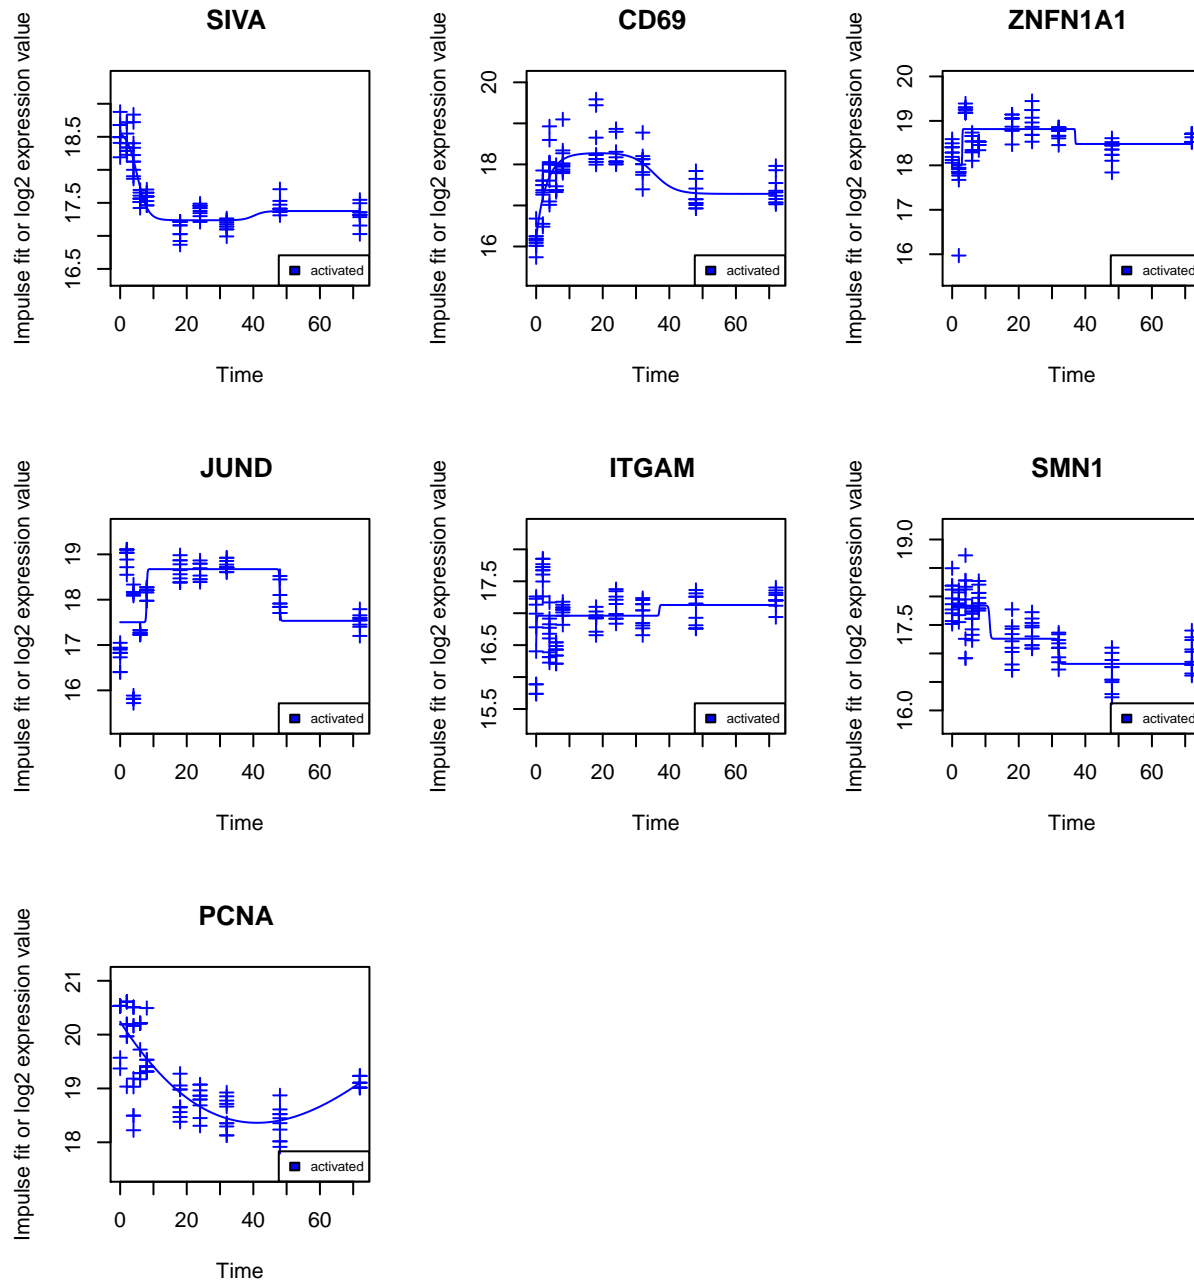 SIVA
Impulse fit or log2 expression value
18.5
17.5
16.5
activated
0 20 40 60
Time
CD69
Impulse fit or log2 expression value
20
18
16
activated
0 20 40 60
Time
ZNFN1A1
Impulse fit or log2 expression value
20
19
18
17
16
activated
0 20 40 60
Time
JUND
Impulse fit or log2 expression value
19
18
17
16
activated
0 20 40 60
Time
ITGAM
Impulse fit or log2 expression value
17.5
16.5
15.5
activated
0 20 40 60
Time
SMN1
Impulse fit or log2 expression value
19.0
17.5
16.0
activated
0 20 40 60
Time
PCNA
Impulse fit or log2 expression value
21
20
19
18
activated
0 20 40 60
Time